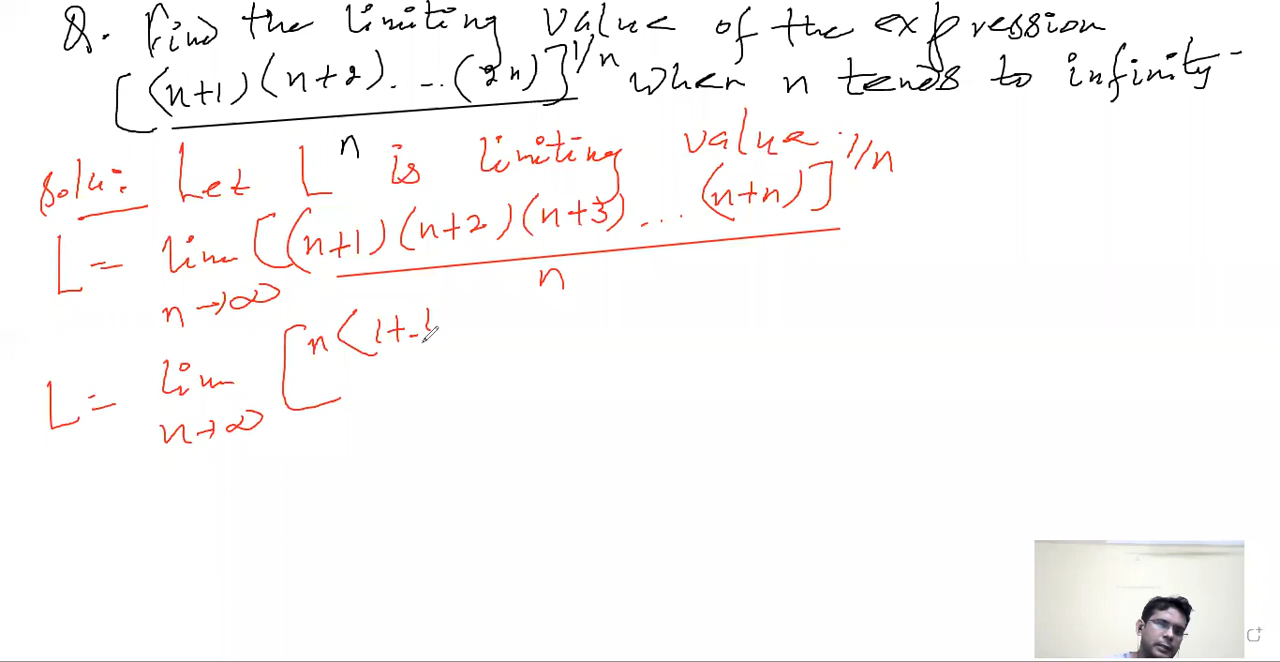 Q. Find the limiting value of the expression
[(n+1)(n+2)....(2n)]^1/n when n tends to infinity-
n
Soln: Let L is limiting value.
L = lim [(n+1)(n+2)(n+3)....(n+n)]^1/n
n→∞ n
L = lim [n(1+1
n→∞